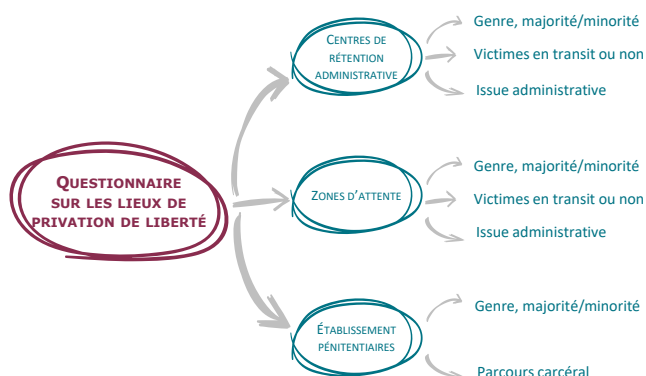 QUESTIONNAIRE
SUR LES LIEUX DE
PRIVATION DE LIBERTÉ
CENTRES DE
RÉTENTION
ADMINISTRATIVE
Genre, majorité/minorité
Victimes en transit ou non
Issue administrative
ZONES D'ATTENTE
Genre, majorité/minorité
Victimes en transit ou non
Issue administrative
ÉTABLISSEMENT
PÉNITENTIAIRES
Genre, majorité/minorité
Parcours carcéral